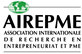 AIREPME
ASSOCIATION INTERNATIONALE
DE RECHERCHE EN
ENTREPRENEURIAT ET PME